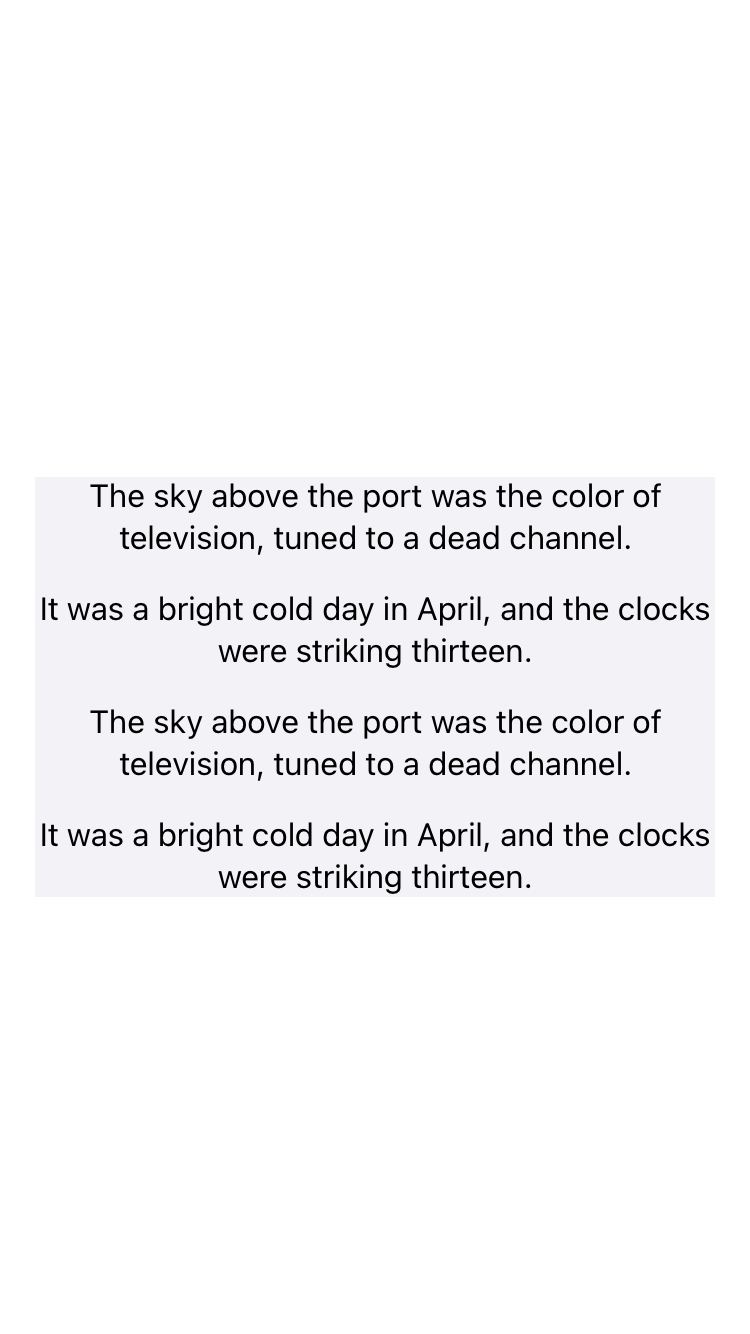 The sky above the port was the color of
television, tuned to a dead channel.
It was a bright cold day in April, and the clocks
were striking thirteen.
The sky above the port was the color of
television, tuned to a dead channel.
It was a bright cold day in April, and the clocks
were striking thirteen.